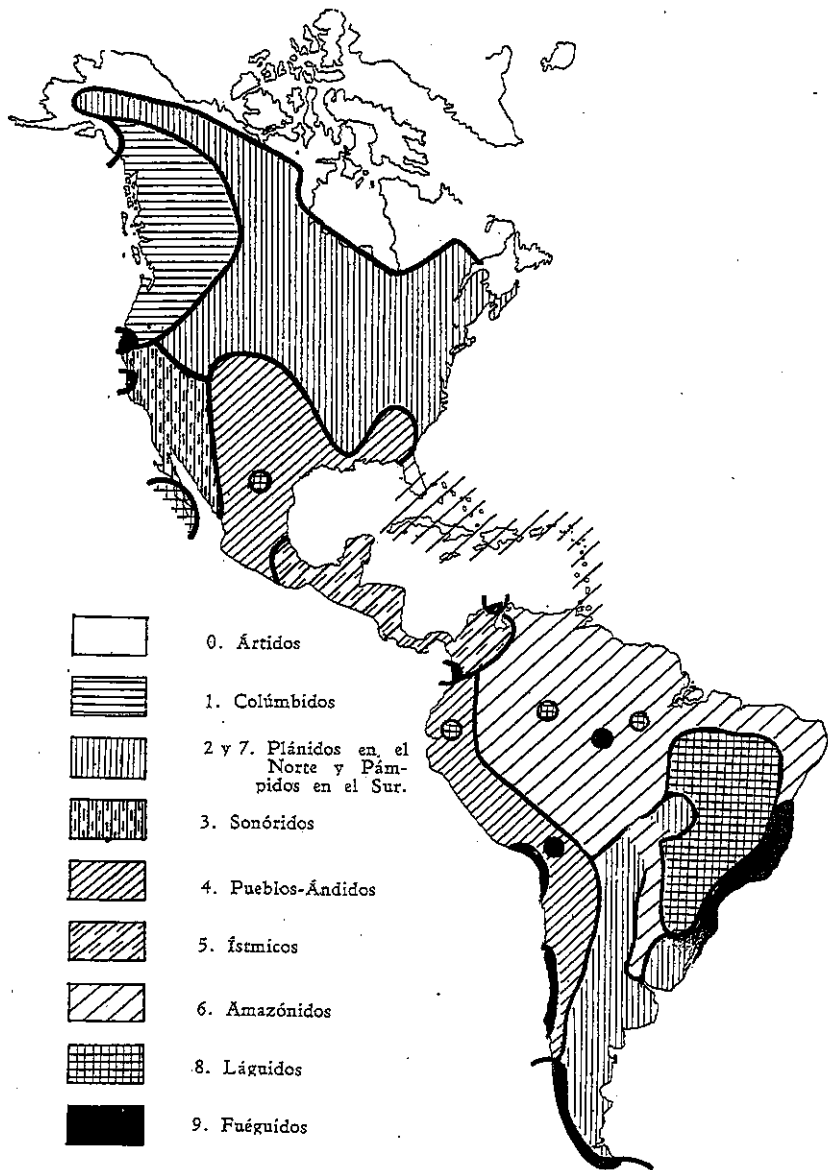 0. Ártidos
1. Colúmbidos
2 y 7. Plánidos en el
Norte y Pám-
pidos en el Sur.
3. Sonóridos
4. Pueblos-Ándidos
5. Ístmicos
6. Amazónidos
8. Láguidos
9. Fuéguidos